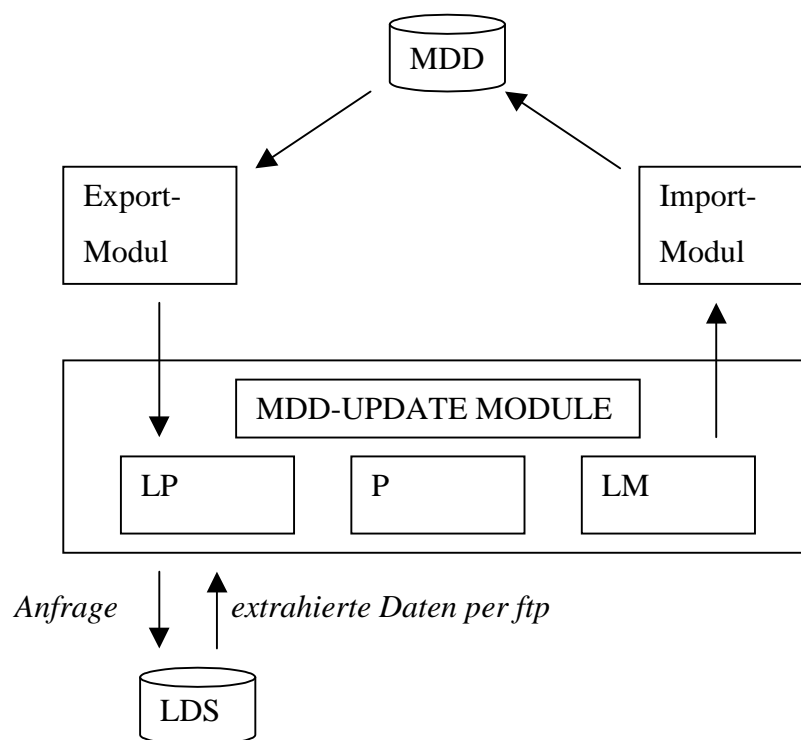 MDD
Export-
Modul
Import-
Modul
MDD-UPDATE MODULE
LP
P
LM
Anfrage
extrahierte Daten per ftp
LDS